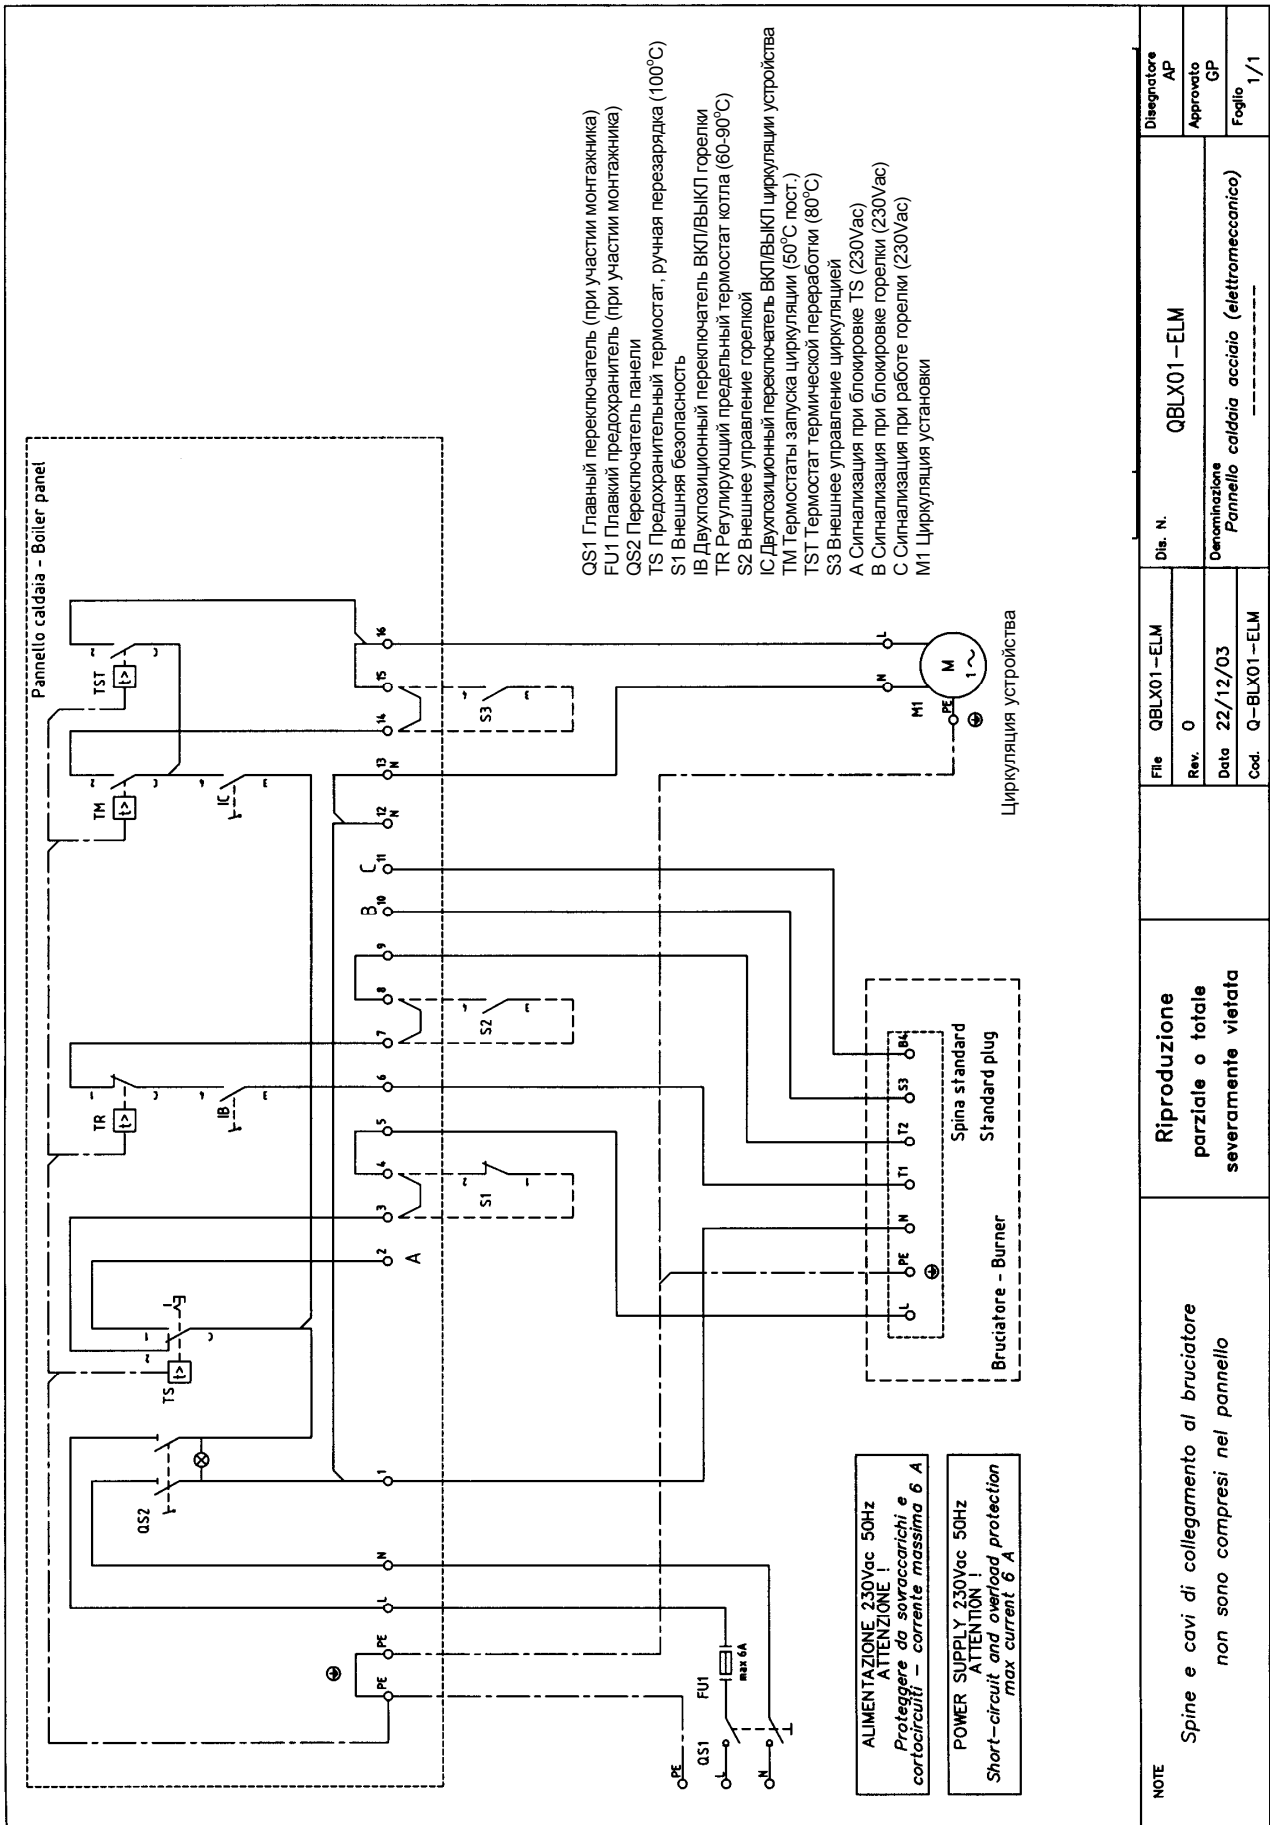 Pannello caldaia - Boiler panel
QS2
TS
TR
IB
TM
IC
TST
PE
PE
L
N
1
2
3
4
5
6
7
8
9
10
11
12
13
14
15
16
A
B
C
N
N
S1
S2
S3
QS1 Главный переключатель (при участии монтажника)
FU1 Плавкий предохранитель (при участии монтажника)
QS2 Переключатель панели
TS Предохранительный термостат, ручная перезарядка (100°C)
S1 Внешняя безопасность
IB Двухпозиционный переключатель ВКЛ/ВЫКЛ горелки
TR Регулирующий предельный термостат котла (60-90°C)
S2 Внешнее управление горелкой
IC Двухпозиционный переключатель ВКЛ/ВЫКЛ циркуляции устройства
TM Термостаты запуска циркуляции (50°C пост.)
TST Термостат термической переработки (80°C)
S3 Внешнее управление циркуляцией
A Сигнализация при блокировке TS (230Vac)
B Сигнализация при блокировке горелки (230Vac)
C Сигнализация при работе горелки (230Vac)
M1 Циркуляция установки
PE
L
N
QS1
FU1
max 6A
L
PE
N
T1
T2
S3
B4
Spina standard
Standard plug
Bruciatore - Burner
M1
PE
N
L
M
1~
Циркуляция устройства
ALIMENTAZIONE 230Vac 50Hz
ATTENZIONE !
Proteggere da sovraccarichi e
cortocircuiti - corrente massima 6 A
POWER SUPPLY 230Vac 50Hz
ATTENTION !
Short-circuit and overload protection
max current 6 A
NOTE
Spine e cavi di collegamento al bruciatore
non sono compresi nel pannello
Riproduzione
parziale o totale
severamente vietata
File QBLX01-ELM
Rev. 0
Data 22/12/03
Cod. Q-BLX01-ELM
Dis. N.
QBLX01-ELM
Denominazione
Pannello caldaia acciaio (elettromeccanico)
Disegnatore
AP
Approvato
GP
Foglio
1/1